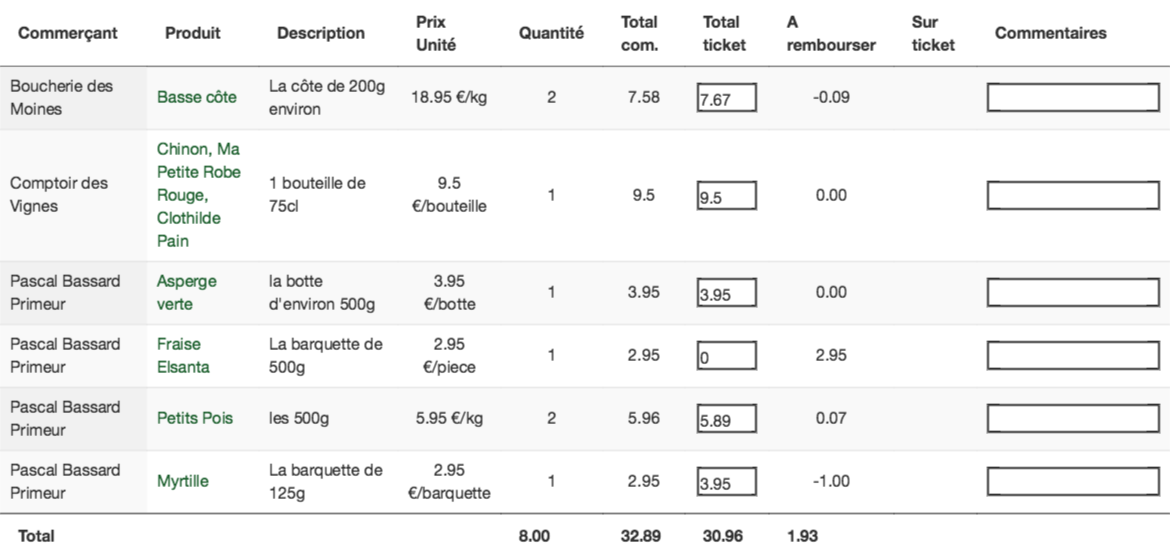 Commerçant Produit Description Prix Unité Quantité Total com. Total ticket A rembourser Sur ticket Commentaires
Boucherie des Moines Basse côte La côte de 200g environ 18.95 €/kg 2 7.58 7.67 -0.09
Comptoir des Vignes Chinon, Ma Petite Robe Rouge, Clothilde Pain 1 bouteille de 75cl 9.5 €/bouteille 1 9.5 9.5 0.00
Pascal Bassard Primeur Asperge verte la botte d'environ 500g 3.95 €/botte 1 3.95 3.95 0.00
Pascal Bassard Primeur Fraise Elsanta La barquette de 500g 2.95 €/piece 1 2.95 0 2.95
Pascal Bassard Primeur Petits Pois les 500g 5.95 €/kg 2 5.96 5.89 0.07
Pascal Bassard Primeur Myrtille La barquette de 125g 2.95 €/barquette 1 2.95 3.95 -1.00
Total 8.00 32.89 30.96 1.93